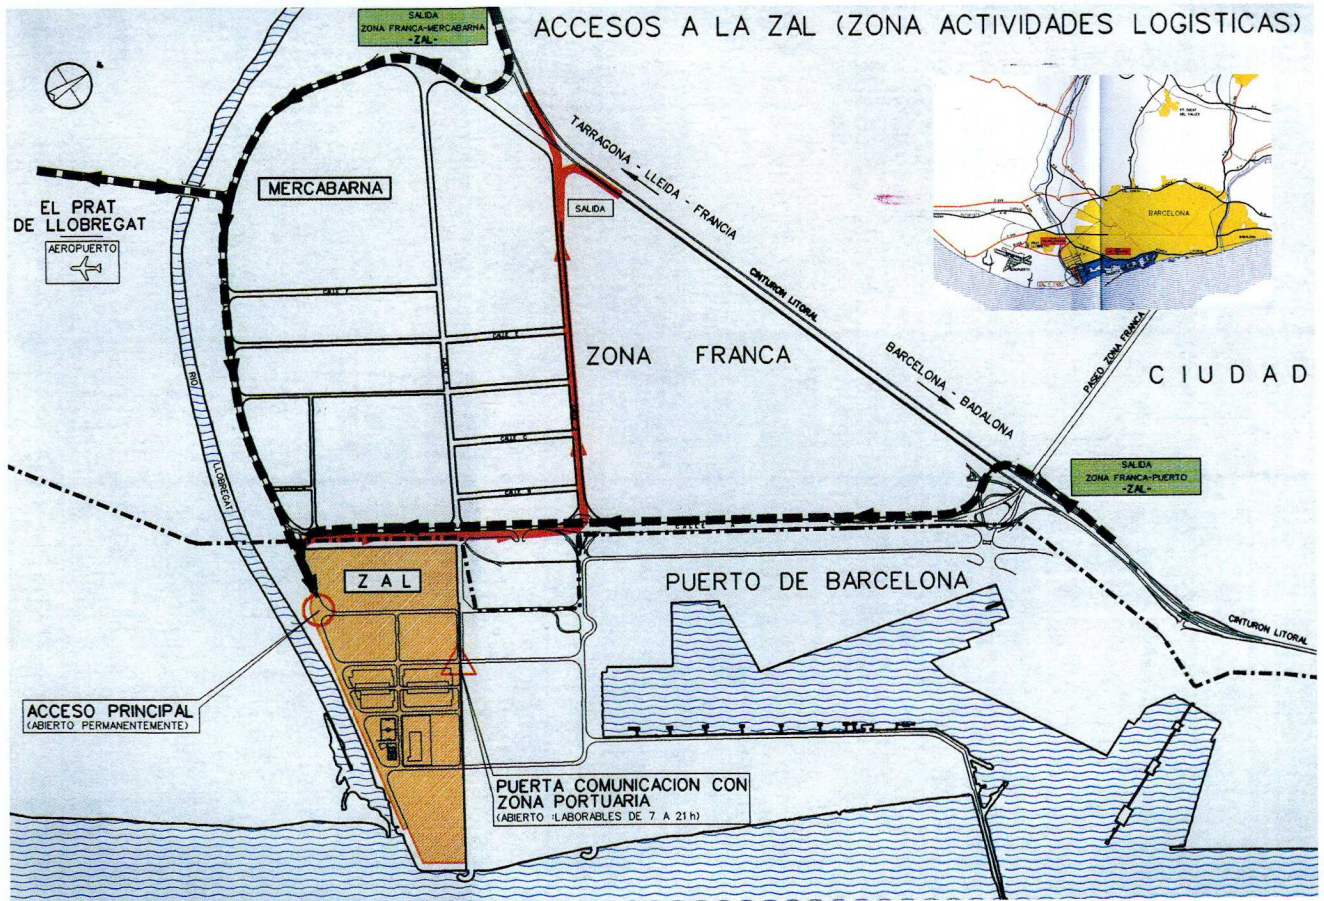 ACCESOS A LA ZAL (ZONA ACTIVIDADES LOGISTICAS)
SALIDA
ZONA FRANCA-MERCABARNA
-ZAL-
TARRAGONA - LLEIDA - FRANCIA
MERCABARNA
SALIDA
EL PRAT
DE LLOBREGAT
AEROPUERTO
BARCELONA
CINTURON LITORAL
ZONA FRANCA
BARCELONA - BADALONA
PASEO ZONA FRANCA
CIUDAD
RIO
LLOBREGAT
CALLE
SALIDA
ZONA FRANCA-PUERTO
-ZAL-
CALLE A
ZAL
PUERTO DE BARCELONA
CINTURON LITORAL
ACCESO PRINCIPAL
(ABIERTO PERMANENTEMENTE)
PUERTA COMUNICACION CON
ZONA PORTUARIA
(ABIERTO :LABORABLES DE 7 A 21 h)